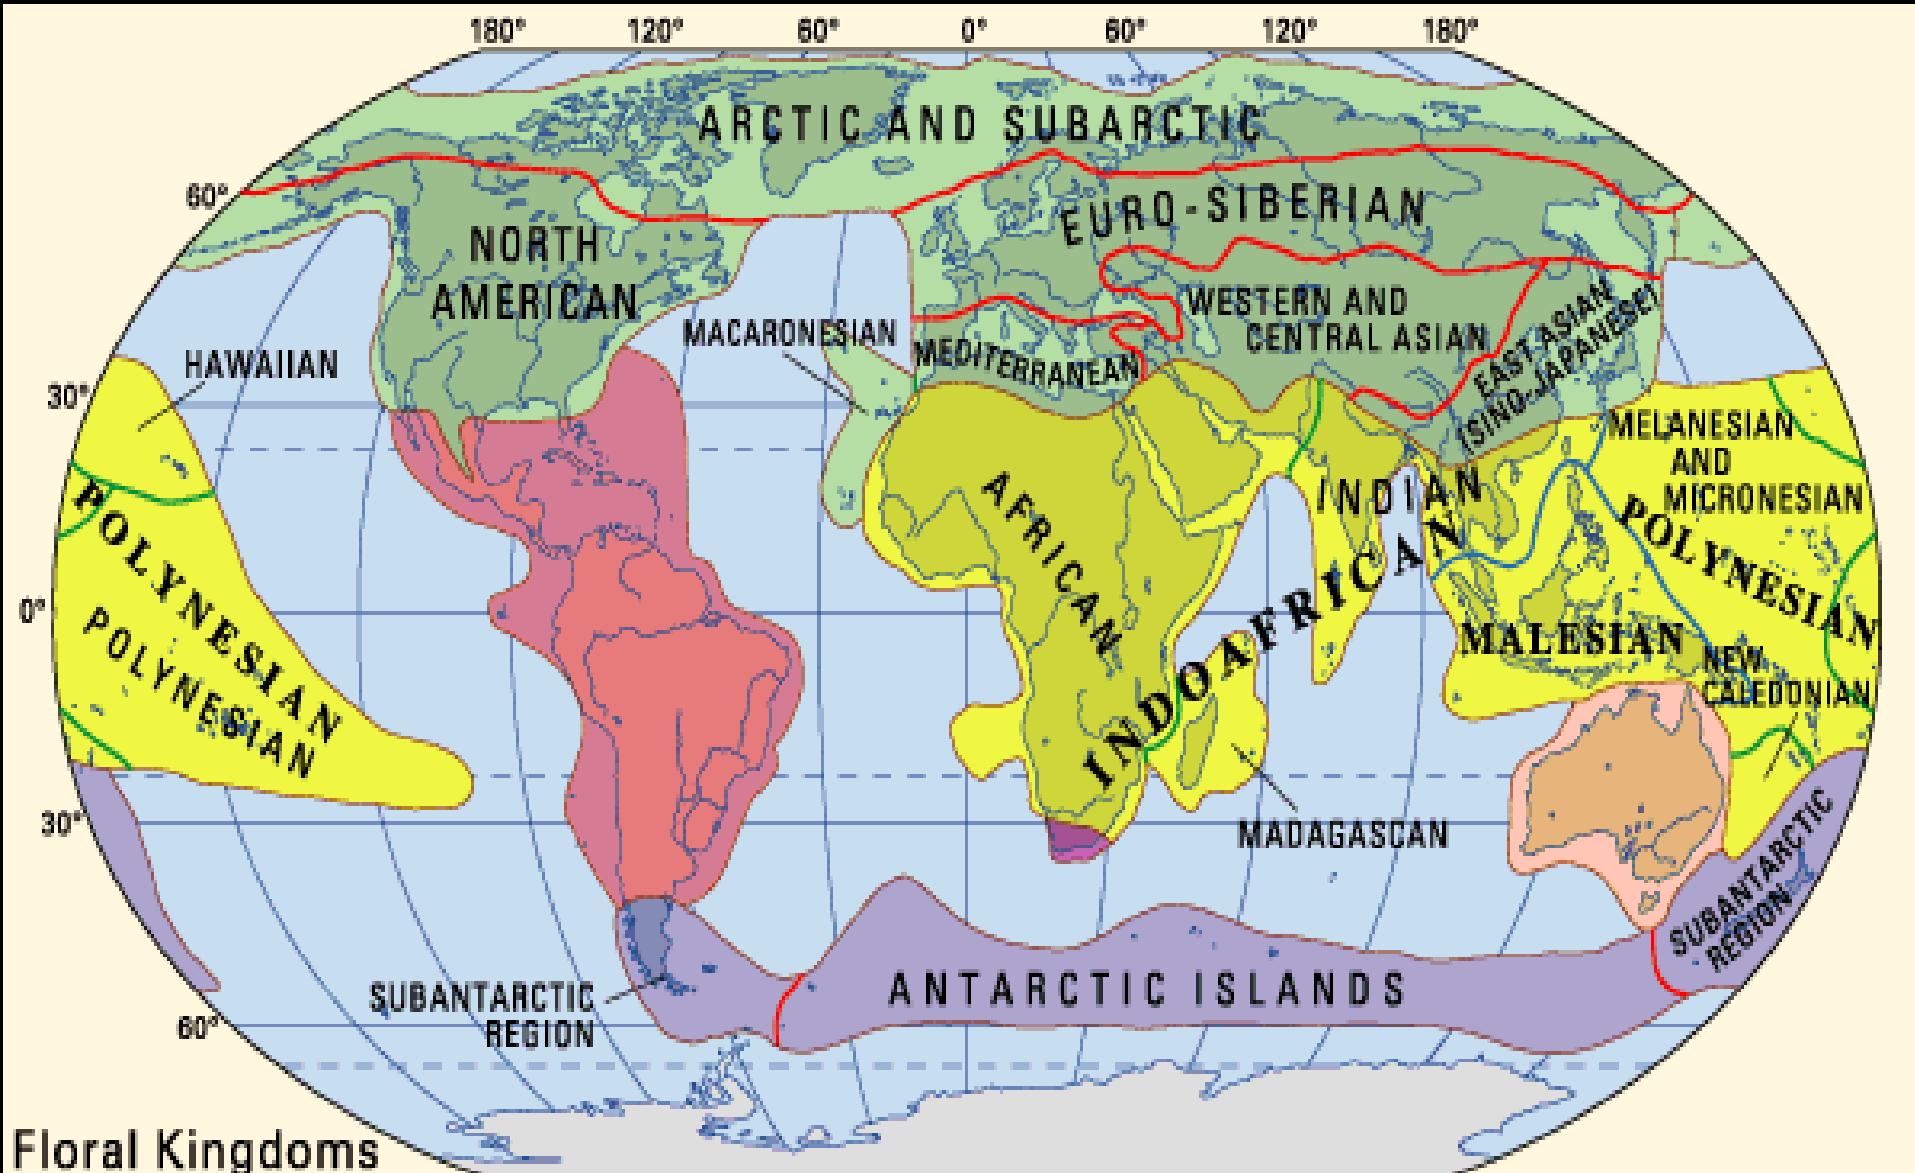 180° 120° 60° 0° 60° 120° 180°
ARCTIC AND SUBARCTIC
60°
EURO-SIBERIAN
NORTH
AMERICAN
WESTERN AND
CENTRAL ASIAN
EAST ASIAN
(SINO-JAPANESE)
MACARONESIAN
MEDITERRANEAN
HAWAIIAN
30°
MELANESIAN
AND
MICRONESIAN
AFRICAN
INDIAN
POLYNESIAN
POLYNESIAN
POLYNESIAN
INDOAFRICAN
0°
MALESIAN
NEW
CALEDONIAN
30°
MADAGASCAN
SUBANTARCTIC
REGION
ANTARCTIC ISLANDS
SUBANTARCTIC
REGION
60°
Floral Kingdoms